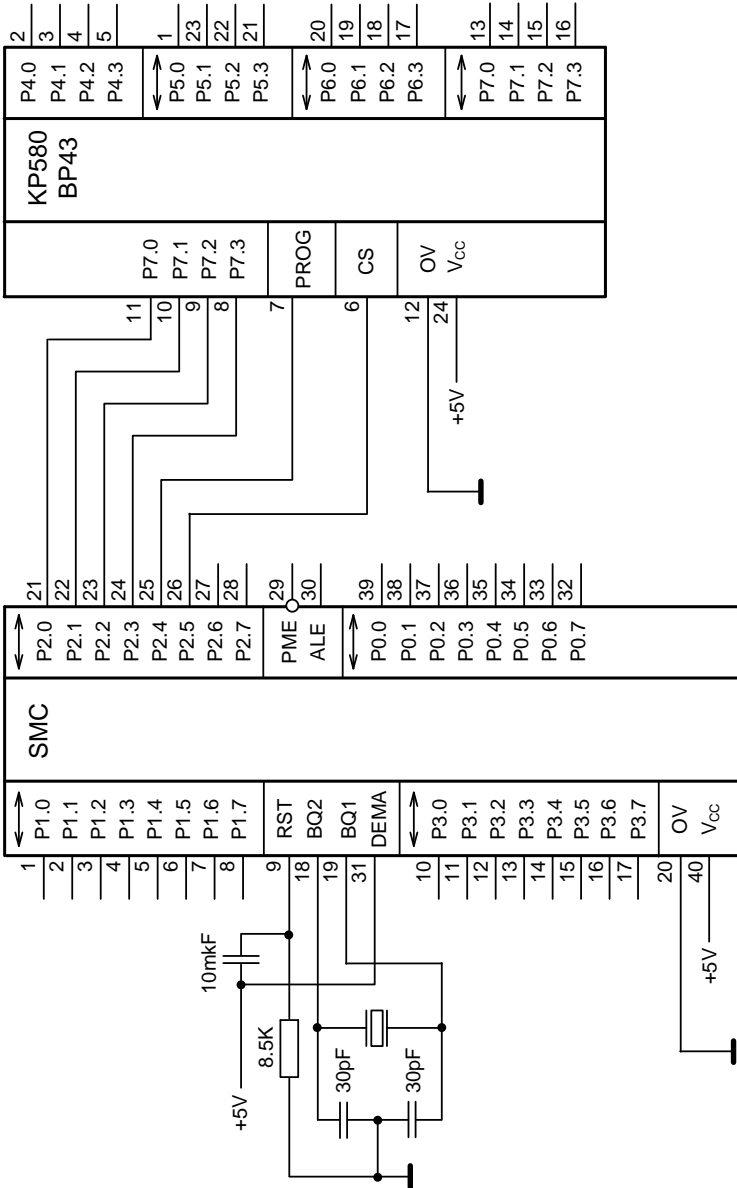 +5V
10mkF
8.5K
30pF
30pF
1 P1.0
2 P1.1
3 P1.2
4 P1.3
5 P1.4
6 P1.5
7 P1.6
8 P1.7
9 RST
18 BQ2
19 BQ1
31 DEMA
10 P3.0
11 P3.1
12 P3.2
13 P3.3
14 P3.4
15 P3.5
16 P3.6
17 P3.7
20 OV
40 Vcc
+5V
SMC
P2.0 21
P2.1 22
P2.2 23
P2.3 24
P2.4 25
P2.5 26
P2.6 27
P2.7 28
PME 29
ALE 30
P0.0 39
P0.1 38
P0.2 37
P0.3 36
P0.4 35
P0.5 34
P0.6 33
P0.7 32
11 P7.0
10 P7.1
9 P7.2
8 P7.3
7 PROG
6 CS
12 OV
24 Vcc
+5V
KP580
BP43
P4.0 2
P4.1 3
P4.2 4
P4.3 5
P5.0 1
P5.1 23
P5.2 22
P5.3 21
P6.0 20
P6.1 19
P6.2 18
P6.3 17
P7.0 13
P7.1 14
P7.2 15
P7.3 16